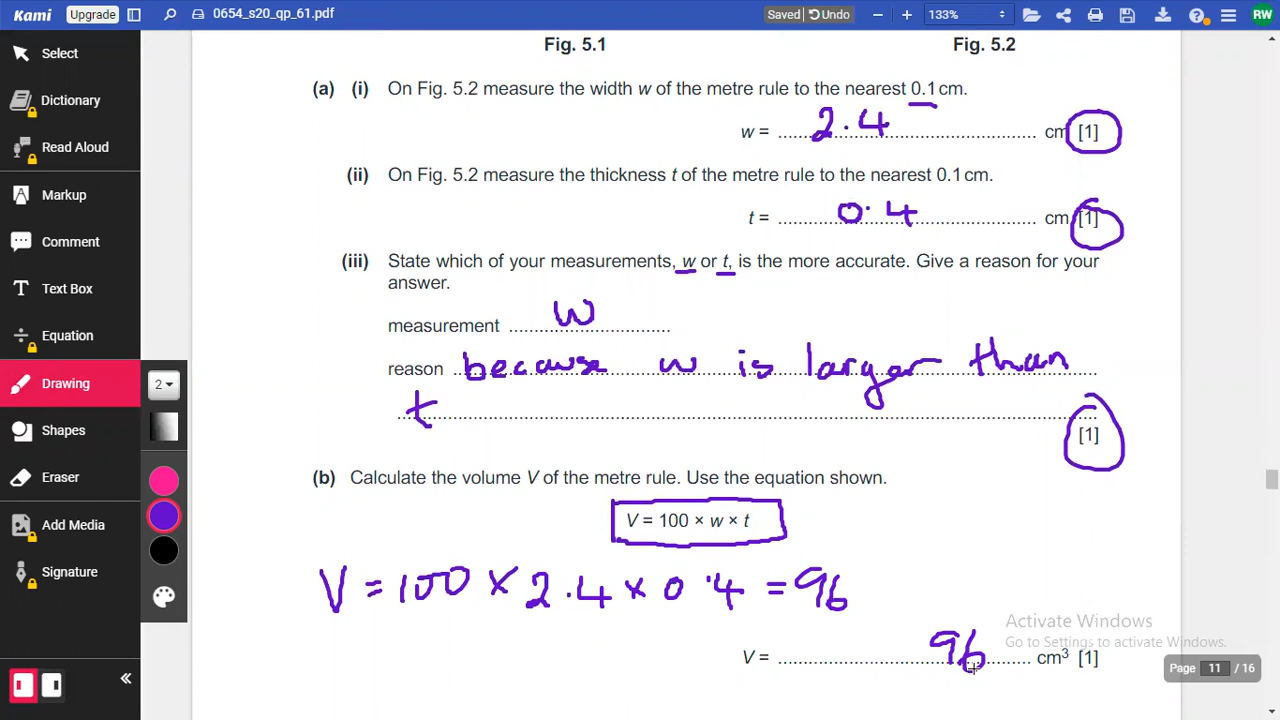 Kami
Upgrade
0654_s20_qp_61.pdf
Saved Undo
133%
RW
Select
Dictionary
Read Aloud
Markup
Comment
Text Box
Equation
Drawing
2
Shapes
Eraser
Add Media
Signature
Fig. 5.1 Fig. 5.2
(a) (i) On Fig. 5.2 measure the width w of the metre rule to the nearest 0.1 cm.
w = 2.4 cm [1]
(ii) On Fig. 5.2 measure the thickness t of the metre rule to the nearest 0.1 cm.
t = 0.4 cm [1]
(iii) State which of your measurements, w or t, is the more accurate. Give a reason for your
answer.
measurement w
reason because w is larger than
t
[1]
(b) Calculate the volume V of the metre rule. Use the equation shown.
V = 100 × w × t
V = 100 × 2.4 × 0.4 = 96
V = 96 cm³ [1]
Activate Windows
Go to Settings to activate Windows.
Page 11 / 16